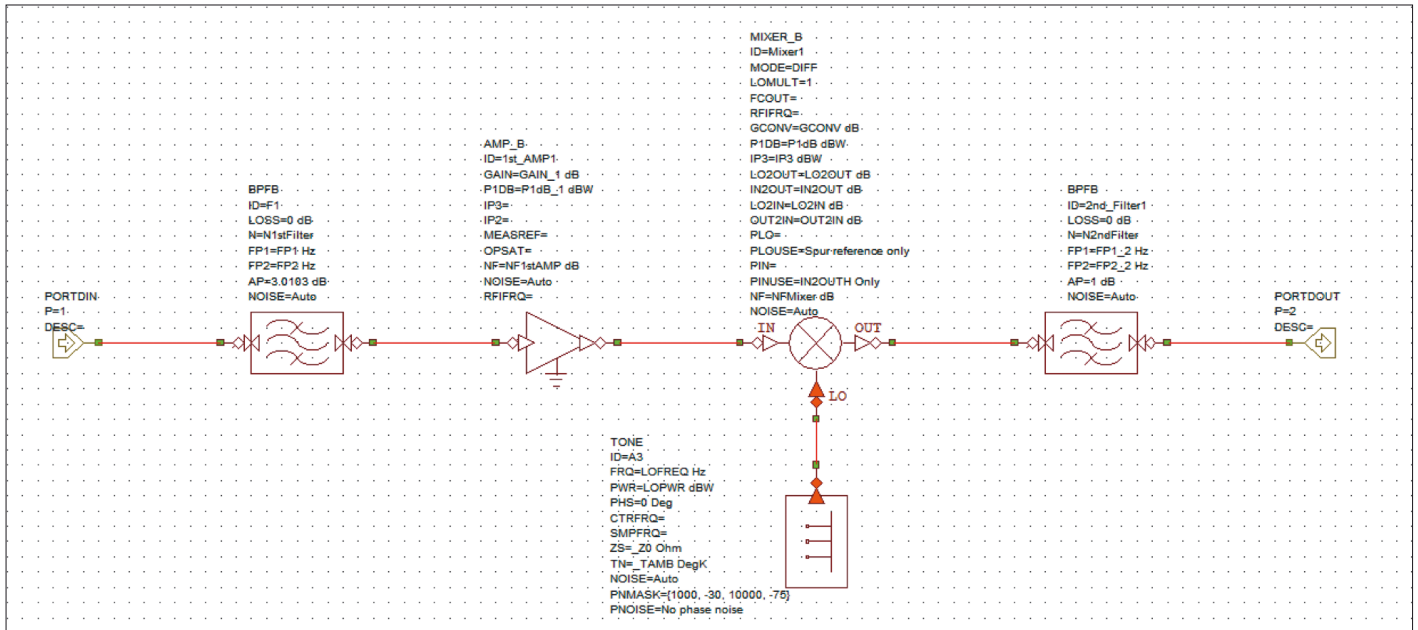 MIXER_B
ID=Mixer1
MODE=DIFF
LOMULT=1
FCOUT=
RFIFRQ=
GCONV=GCONV dB
P1DB=P1dB dBW
IP3=IP3 dBW
LO2OUT=LO2OUT dB
IN2OUT=IN2OUT dB
LO2IN=LO2IN dB
OUT2IN=OUT2IN dB
PLO=
PLOUSE=Spur reference only
PIN=
PINUSE=IN2OUTH Only
NF=NFMixer dB
NOISE=Auto
AMP_B
ID=1st_AMP1
GAIN=GAIN_1 dB
P1DB=P1dB_1 dBW
IP3=
IP2=
MEASREF=
OPSAT=
NF=NF1stAMP dB
NOISE=Auto
RFIFRQ=
BPFB
ID=F1
LOSS=0 dB
N=N1stFilter
FP1=FP1 Hz
FP2=FP2 Hz
AP=3.0103 dB
NOISE=Auto
BPFB
ID=2nd_Filter1
LOSS=0 dB
N=N2ndFilter
FP1=FP1_2 Hz
FP2=FP2_2 Hz
AP=1 dB
NOISE=Auto
PORTDIN
P=1
DESC=
PORTDOUT
P=2
DESC=
IN
OUT
LO
TONE
ID=A3
FRQ=LOFREQ Hz
PWR=LOPWR dBW
PHS=0 Deg
CTRFRQ=
SMPFRQ=
ZS=_Z0 Ohm
TN=_TAMB DegK
NOISE=Auto
PNMASK={1000, -30, 10000, -75}
PNOISE=No phase noise